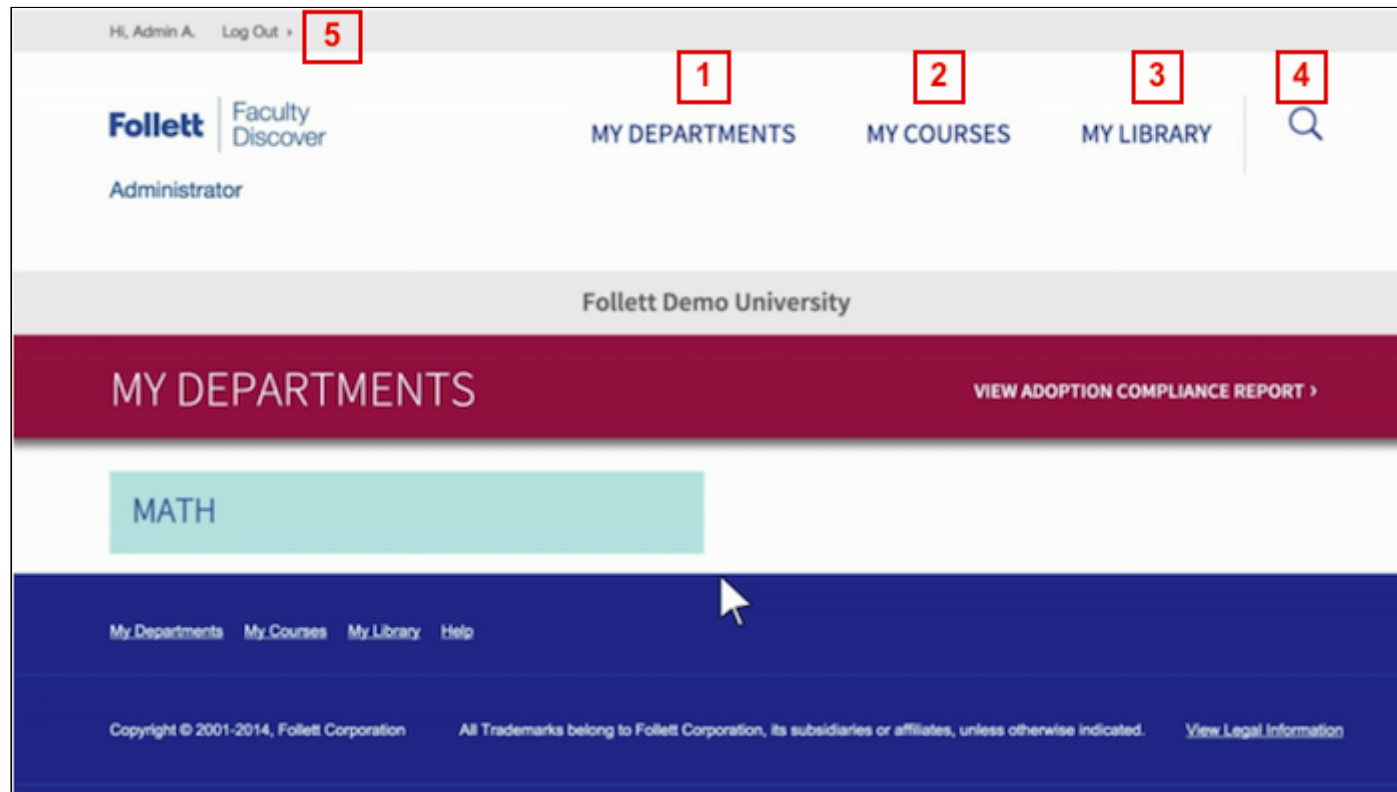 Hi, Admin A. Log Out › 5
1 2 3 4
Follett Faculty Discover
MY DEPARTMENTS MY COURSES MY LIBRARY
Administrator
Follett Demo University
MY DEPARTMENTS VIEW ADOPTION COMPLIANCE REPORT ›
MATH
My Departments My Courses My Library Help
Copyright © 2001-2014, Follett Corporation All Trademarks belong to Follett Corporation, its subsidiaries or affiliates, unless otherwise indicated. View Legal Information